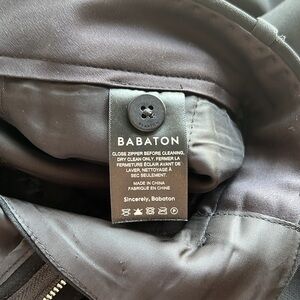 BABATON
CLOSE ZIPPER BEFORE CLEANING.
DRY CLEAN ONLY. FERMER LA
FERMETURE ÉCLAIR AVANT DE
LAVER, NETTOYAGE À
SEC SEULEMENT.
MADE IN CHINA
FABRIQUÉ EN CHINE
Sincerely, Babaton